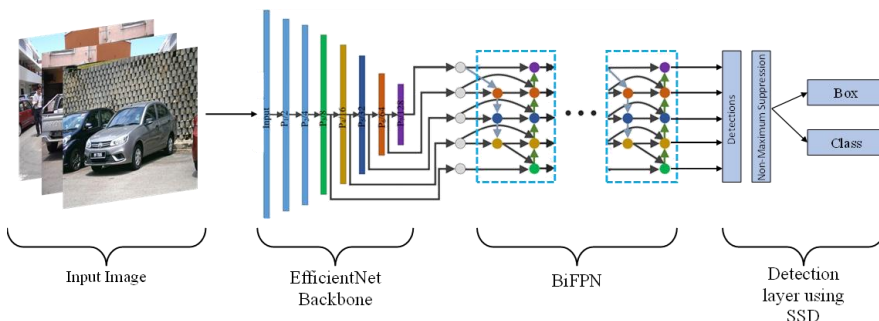 Input
P₁/2
P₂/4
P₃/8
P₄/16
P₅/32
P₆/64
P₇/128
Detections
Non-Maximum Suppression
Box
Class
Input Image
EfficientNet
Backbone
BiFPN
Detection
layer using
SSD